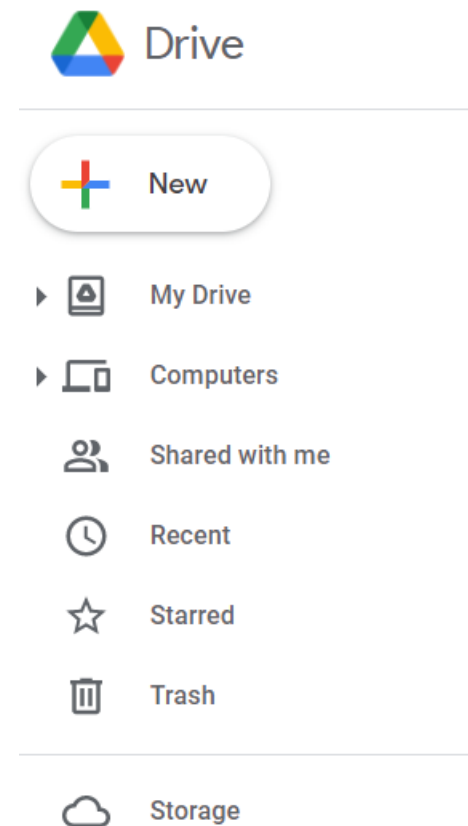 Drive
New
My Drive
Computers
Shared with me
Recent
Starred
Trash
Storage